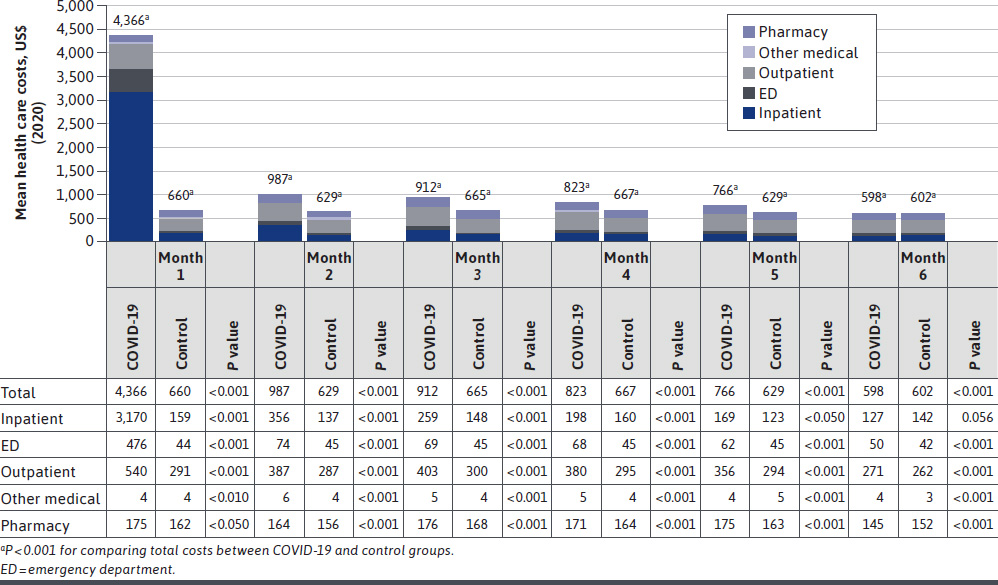 Mean health care costs, US$
(2020)
5,000
4,500
4,000
3,500
3,000
2,500
2,000
1,500
1,000
500
0
4,366ᵃ
660ᵃ
987ᵃ
629ᵃ
912ᵃ
665ᵃ
823ᵃ
667ᵃ
766ᵃ
629ᵃ
598ᵃ
602ᵃ
Pharmacy
Other medical
Outpatient
ED
Inpatient
Month 1 Month 2 Month 3 Month 4 Month 5 Month 6
COVID-19 Control P value COVID-19 Control P value COVID-19 Control P value COVID-19 Control P value COVID-19 Control P value COVID-19 Control P value
Total 4,366 660 <0.001 987 629 <0.001 912 665 <0.001 823 667 <0.001 766 629 <0.001 598 602 <0.001
Inpatient 3,170 159 <0.001 356 137 <0.001 259 148 <0.001 198 160 <0.001 169 123 <0.050 127 142 0.056
ED 476 44 <0.001 74 45 <0.001 69 45 <0.001 68 45 <0.001 62 45 <0.001 50 42 <0.001
Outpatient 540 291 <0.001 387 287 <0.001 403 300 <0.001 380 295 <0.001 356 294 <0.001 271 262 <0.001
Other medical 4 4 <0.010 6 4 <0.001 5 4 <0.001 5 4 <0.001 4 5 <0.001 4 3 <0.001
Pharmacy 175 162 <0.050 164 156 <0.001 176 168 <0.001 171 164 <0.001 175 163 <0.001 145 152 <0.001
ᵃP<0.001 for comparing total costs between COVID-19 and control groups.
ED=emergency department.